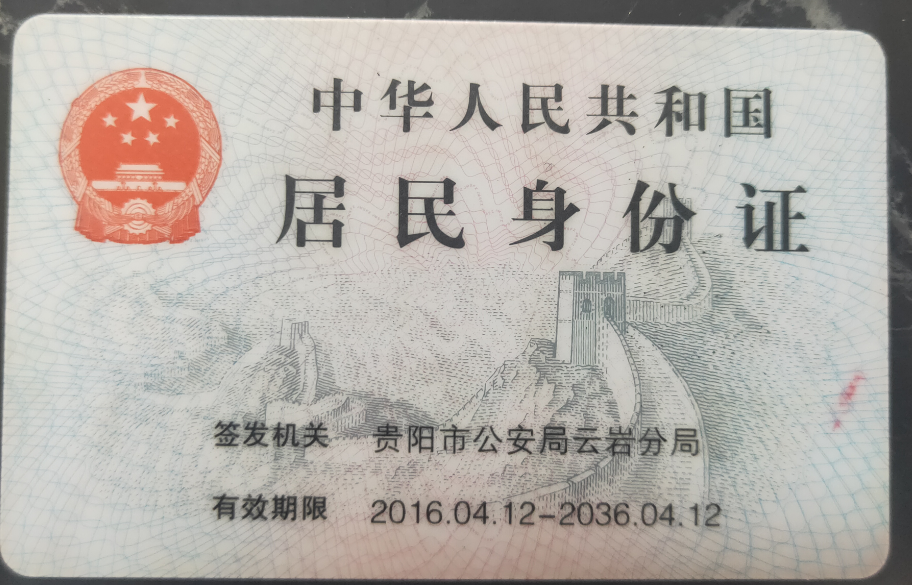 中华人民共和国
居民身份证
签发机关 贵阳市公安局云岩分局
有效期限 2016.04.12-2036.04.12